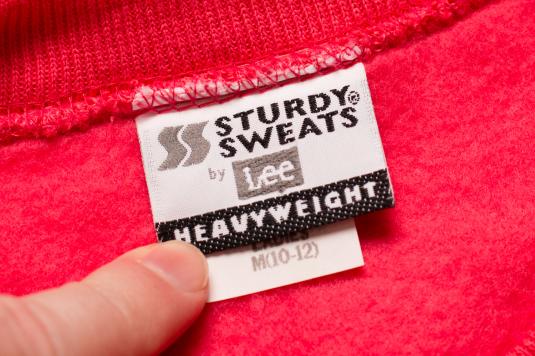 STURDY®
SWEATS
by Lee
HEAVYWEIGHT
M(10-12)